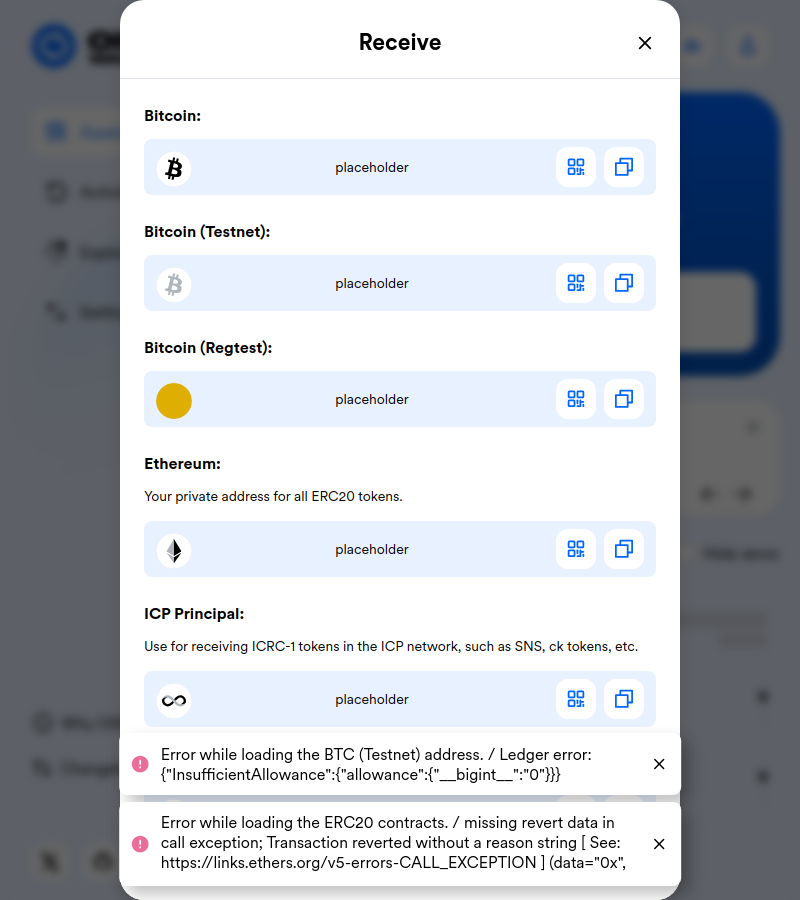 Receive
Bitcoin:
placeholder
Bitcoin (Testnet):
placeholder
Bitcoin (Regtest):
placeholder
Ethereum:
Your private address for all ERC20 tokens.
placeholder
ICP Principal:
Use for receiving ICRC-1 tokens in the ICP network, such as SNS, ck tokens, etc.
placeholder
Error while loading the BTC (Testnet) address. / Ledger error:
{"InsufficientAllowance":{"allowance":{"__bigint__":"0"}}}
Error while loading the ERC20 contracts. / missing revert data in
call exception; Transaction reverted without a reason string [ See:
https://links.ethers.org/v5-errors-CALL_EXCEPTION ] (data="0x",